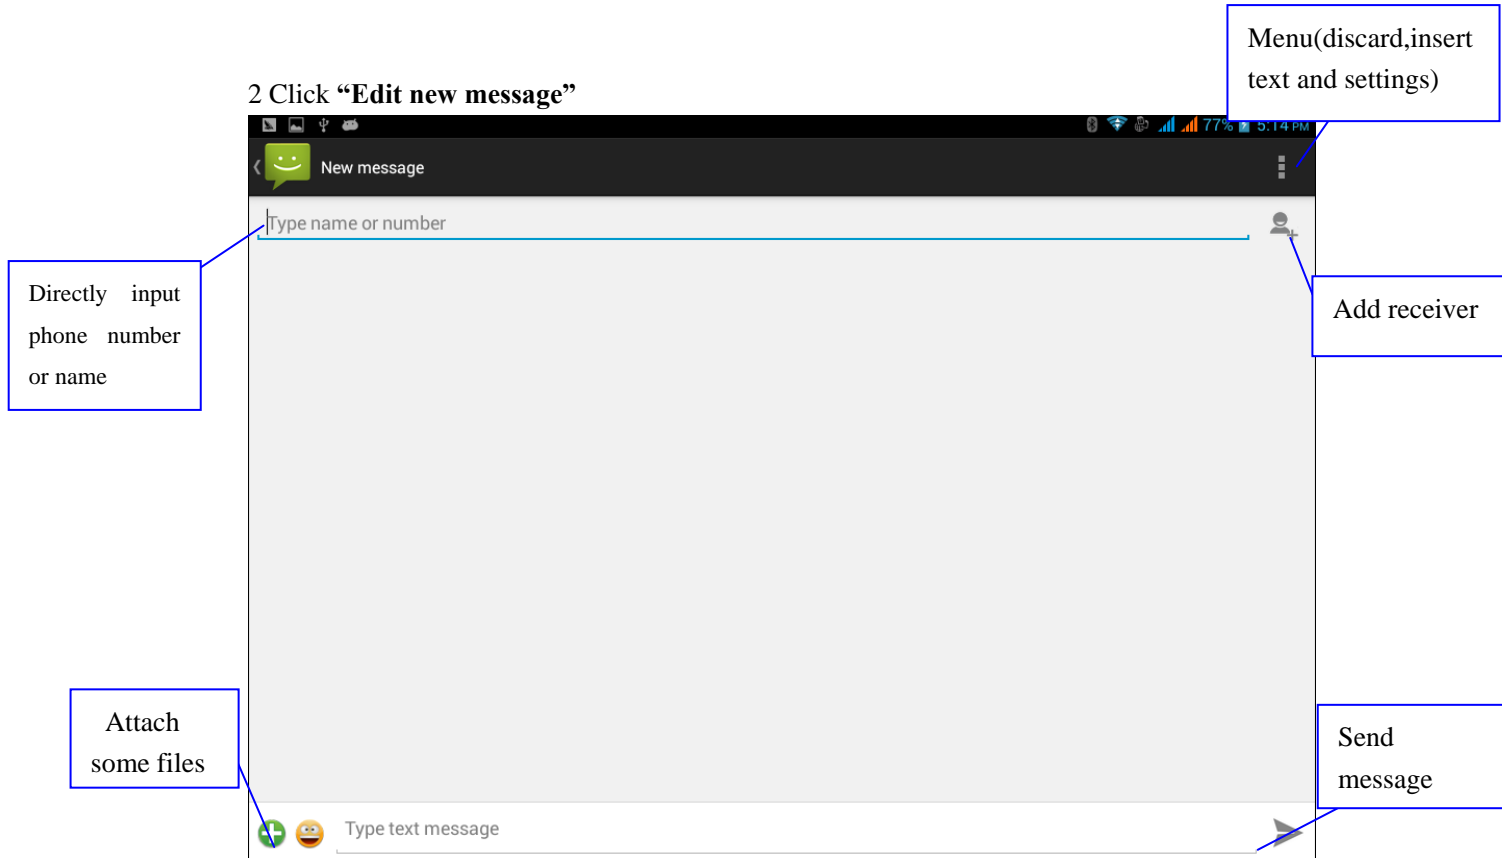 Menu(discard,insert
text and settings)
2 Click “Edit new message”
77% 5:14 PM
New message
Type name or number
Directly input
phone number
or name
Add receiver
Attach
some files
Send
message
Type text message